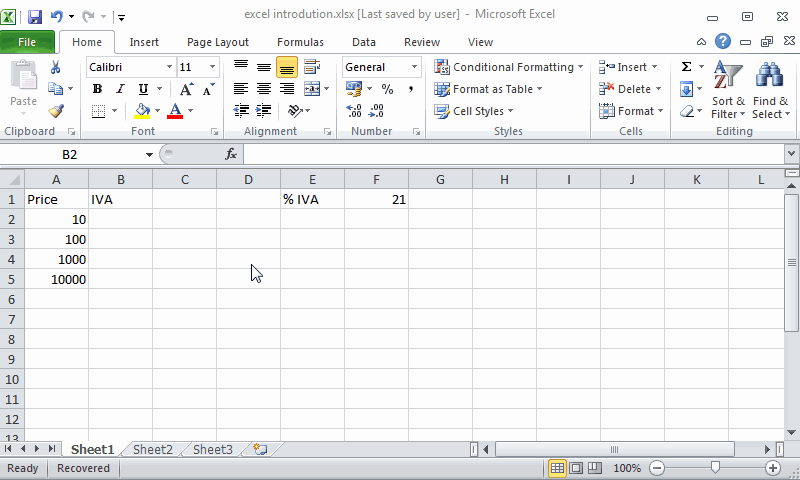 excel introdution.xlsx [Last saved by user] - Microsoft Excel
File Home Insert Page Layout Formulas Data Review View
Paste
Clipboard
Calibri 11
B I U
A A
A
Font
Alignment
General
% ,
Number
Conditional Formatting
Format as Table
Cell Styles
Styles
Insert
Delete
Format
Cells
Σ
Sort & Filter
Find & Select
Editing
B2 fx
A B C D E F G H I J K L
1 Price IVA % IVA 21
2 10
3 100
4 1000
5 10000
6
7
8
9
10
11
12
13
Sheet1 Sheet2 Sheet3
Ready Recovered 100%